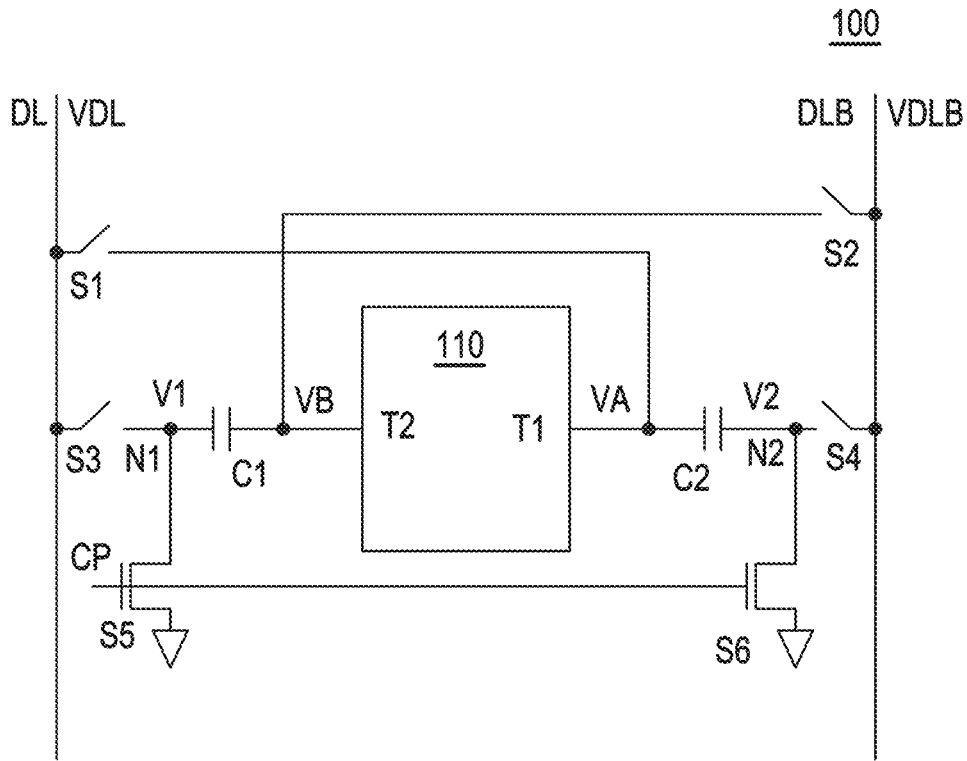 100
DL VDL DLB VDLB
S1 S2
110
V1 VB T2 T1 VA V2
S3 N1 C1 C2 N2 S4
CP
S5 S6